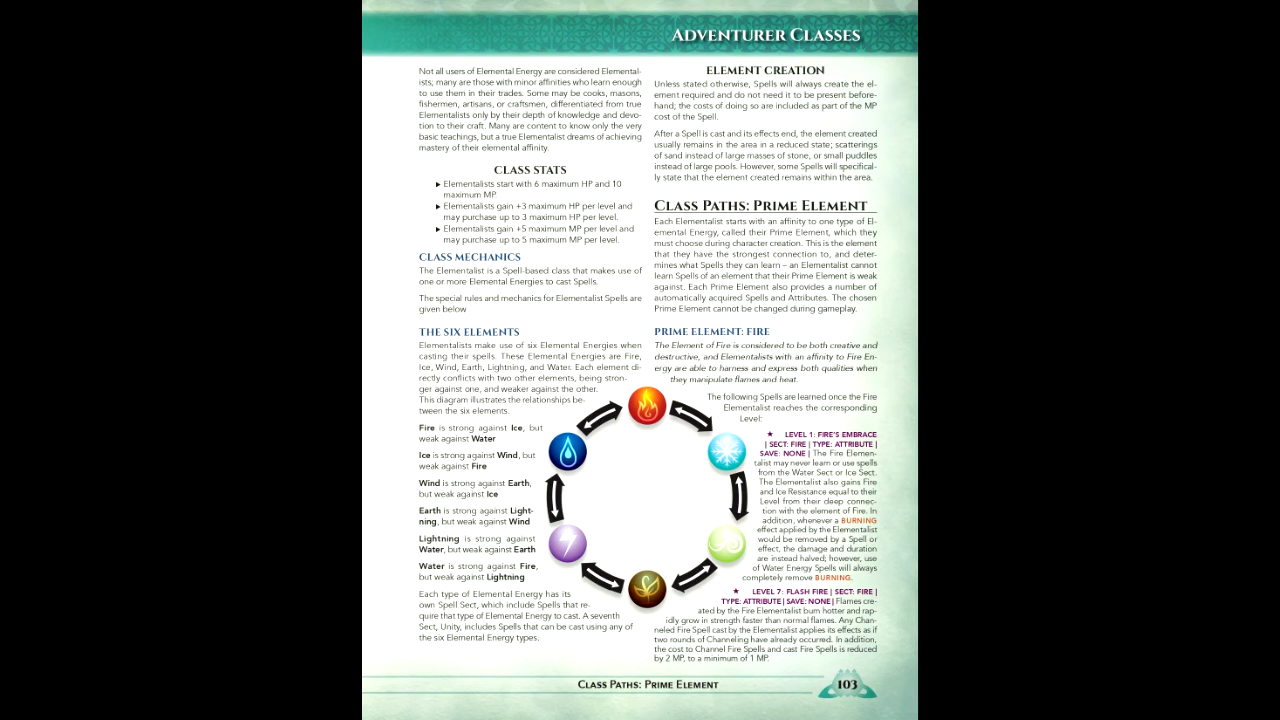 Adventurer Classes
Not all users of Elemental Energy are considered Elemental-
ists; many are those with minor affinities who learn enough
to use them in their trades. Some may be cooks, masons,
fishermen, artisans, or craftsmen, differentiated from true
Elementalists only by their depth of knowledge and devo-
tion to their craft. Many are content to know only the very
basic teachings, but a true Elementalist dreams of achieving
mastery of their elemental affinity.
CLASS STATS
▶ Elementalists start with 6 maximum HP and 10
maximum MP.
▶ Elementalists gain +3 maximum HP per level and
may purchase up to 3 maximum HP per level.
▶ Elementalists gain +5 maximum MP per level and
may purchase up to 5 maximum MP per level.
CLASS MECHANICS
The Elementalist is a Spell-based class that makes use of
one or more Elemental Energies to cast Spells.
The special rules and mechanics for Elementalist Spells are
given below
THE SIX ELEMENTS
Elementalists make use of six Elemental Energies when
casting their spells. These Elemental Energies are Fire,
Ice, Wind, Earth, Lightning, and Water. Each element di-
rectly conflicts with two other elements, being stron-
ger against one, and weaker against the other.
This diagram illustrates the relationships be-
tween the six elements.
Fire is strong against Ice, but
weak against Water
Ice is strong against Wind, but
weak against Fire
Wind is strong against Earth,
but weak against Ice
Earth is strong against Light-
ning, but weak against Wind
Lightning is strong against
Water, but weak against Earth
Water is strong against Fire,
but weak against Lightning
Each type of Elemental Energy has its
own Spell Sect, which include Spells that re-
quire that type of Elemental Energy to cast. A seventh
Sect, Unity, includes Spells that can be cast using any of
the six Elemental Energy types.
ELEMENT CREATION
Unless stated otherwise, Spells will always create the el-
ement required and do not need it to be present before-
hand; the costs of doing so are included as part of the MP
cost of the Spell.
After a Spell is cast and its effects end, the element created
usually remains in the area in a reduced state; scatterings
of sand instead of large masses of stone, or small puddles
instead of large pools. However, some Spells will specifical-
ly state that the element created remains within the area.
Class Paths: Prime Element
Each Elementalist starts with an affinity to one type of El-
emental Energy, called their Prime Element, which they
must choose during character creation. This is the element
that they have the strongest connection to, and deter-
mines what Spells they can learn – an Elementalist cannot
learn Spells of an element that their Prime Element is weak
against. Each Prime Element also provides a number of
automatically acquired Spells and Attributes. The chosen
Prime Element cannot be changed during gameplay.
PRIME ELEMENT: FIRE
The Element of Fire is considered to be both creative and
destructive, and Elementalists with an affinity to Fire En-
ergy are able to harness and express both qualities when
they manipulate flames and heat.
The following Spells are learned once the Fire
Elementalist reaches the corresponding
Level:
★ LEVEL 1: FIRE'S EMBRACE
| SECT: FIRE | TYPE: ATTRIBUTE |
SAVE: NONE | The Fire Elemen-
talist may never learn or use spells
from the Water Sect or Ice Sect.
The Elementalist also gains Fire
and Ice Resistance equal to their
Level from their deep connec-
tion with the element of Fire. In
addition, whenever a BURNING
effect applied by the Elementalist
would be removed by a Spell or
effect, the damage and duration
are instead halved; however, use
of Water Energy Spells will always
completely remove BURNING.
★ LEVEL 7: FLASH FIRE | SECT: FIRE |
TYPE: ATTRIBUTE | SAVE: NONE | Flames cre-
ated by the Fire Elementalist burn hotter and rap-
idly grow in strength faster than normal flames. Any Chan-
neled Fire Spell cast by the Elementalist applies its effects as if
two rounds of Channeling have already occurred. In addition,
the cost to Channel Fire Spells and cast Fire Spells is reduced
by 2 MP, to a minimum of 1 MP.
Class Paths: Prime Element
103